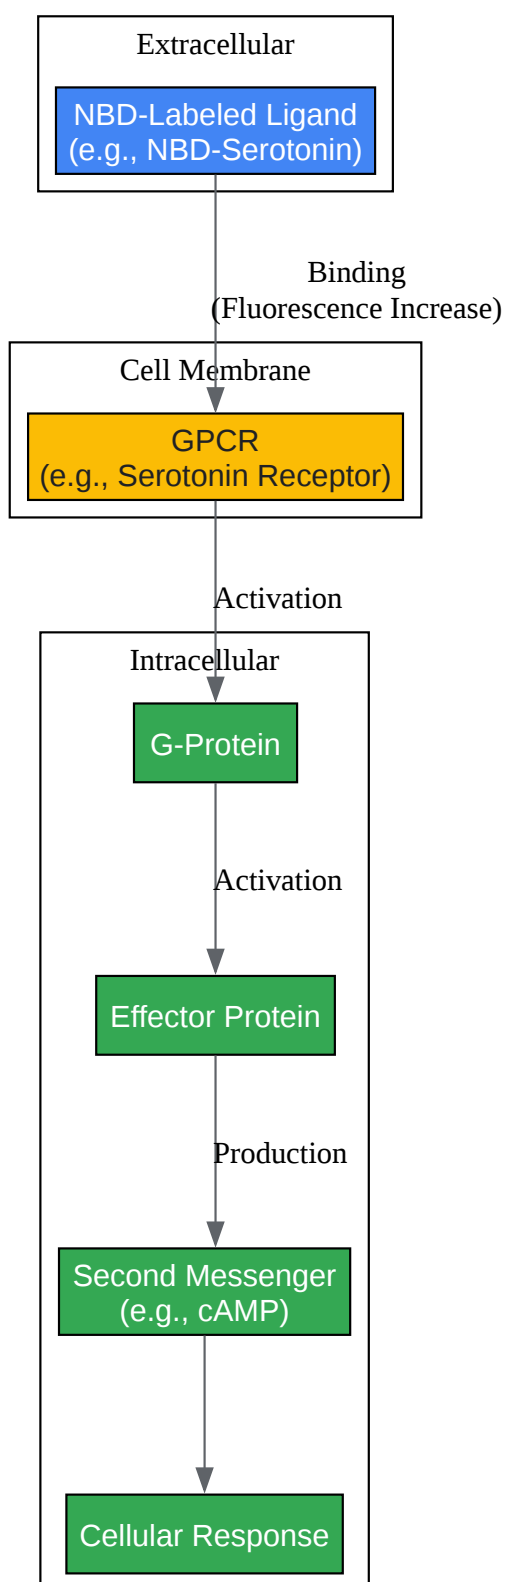 Extracellular
NBD-Labeled Ligand
(e.g., NBD-Serotonin)
Binding
(Fluorescence Increase)
Cell Membrane
GPCR
(e.g., Serotonin Receptor)
Activation
Intracellular
G-Protein
Activation
Effector Protein
Production
Second Messenger
(e.g., cAMP)
Cellular Response